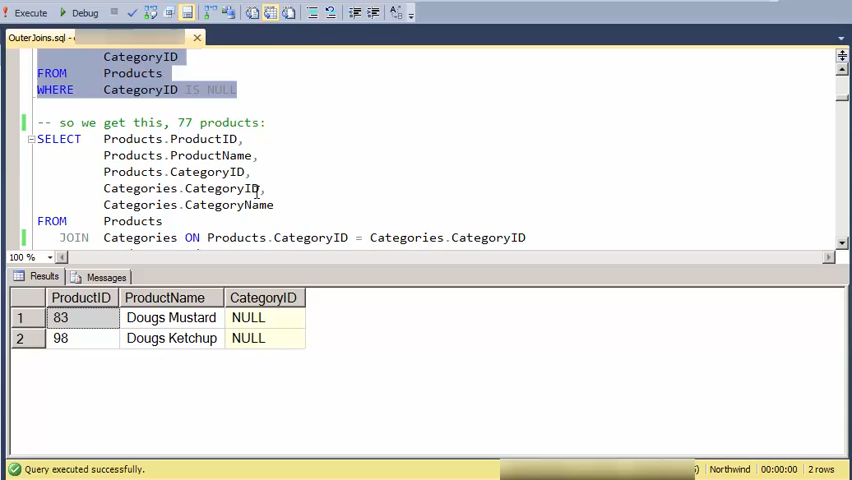 Execute Debug
OuterJoins.sql -
CategoryID
FROM Products
WHERE CategoryID IS NULL
-- so we get this, 77 products:
SELECT Products.ProductID,
Products.ProductName,
Products.CategoryID,
Categories.CategoryID,
Categories.CategoryName
FROM Products
JOIN Categories ON Products.CategoryID = Categories.CategoryID
100 %
Results Messages
ProductID ProductName CategoryID
1 83 Dougs Mustard NULL
2 98 Dougs Ketchup NULL
Query executed successfully. Northwind 00:00:00 2 rows